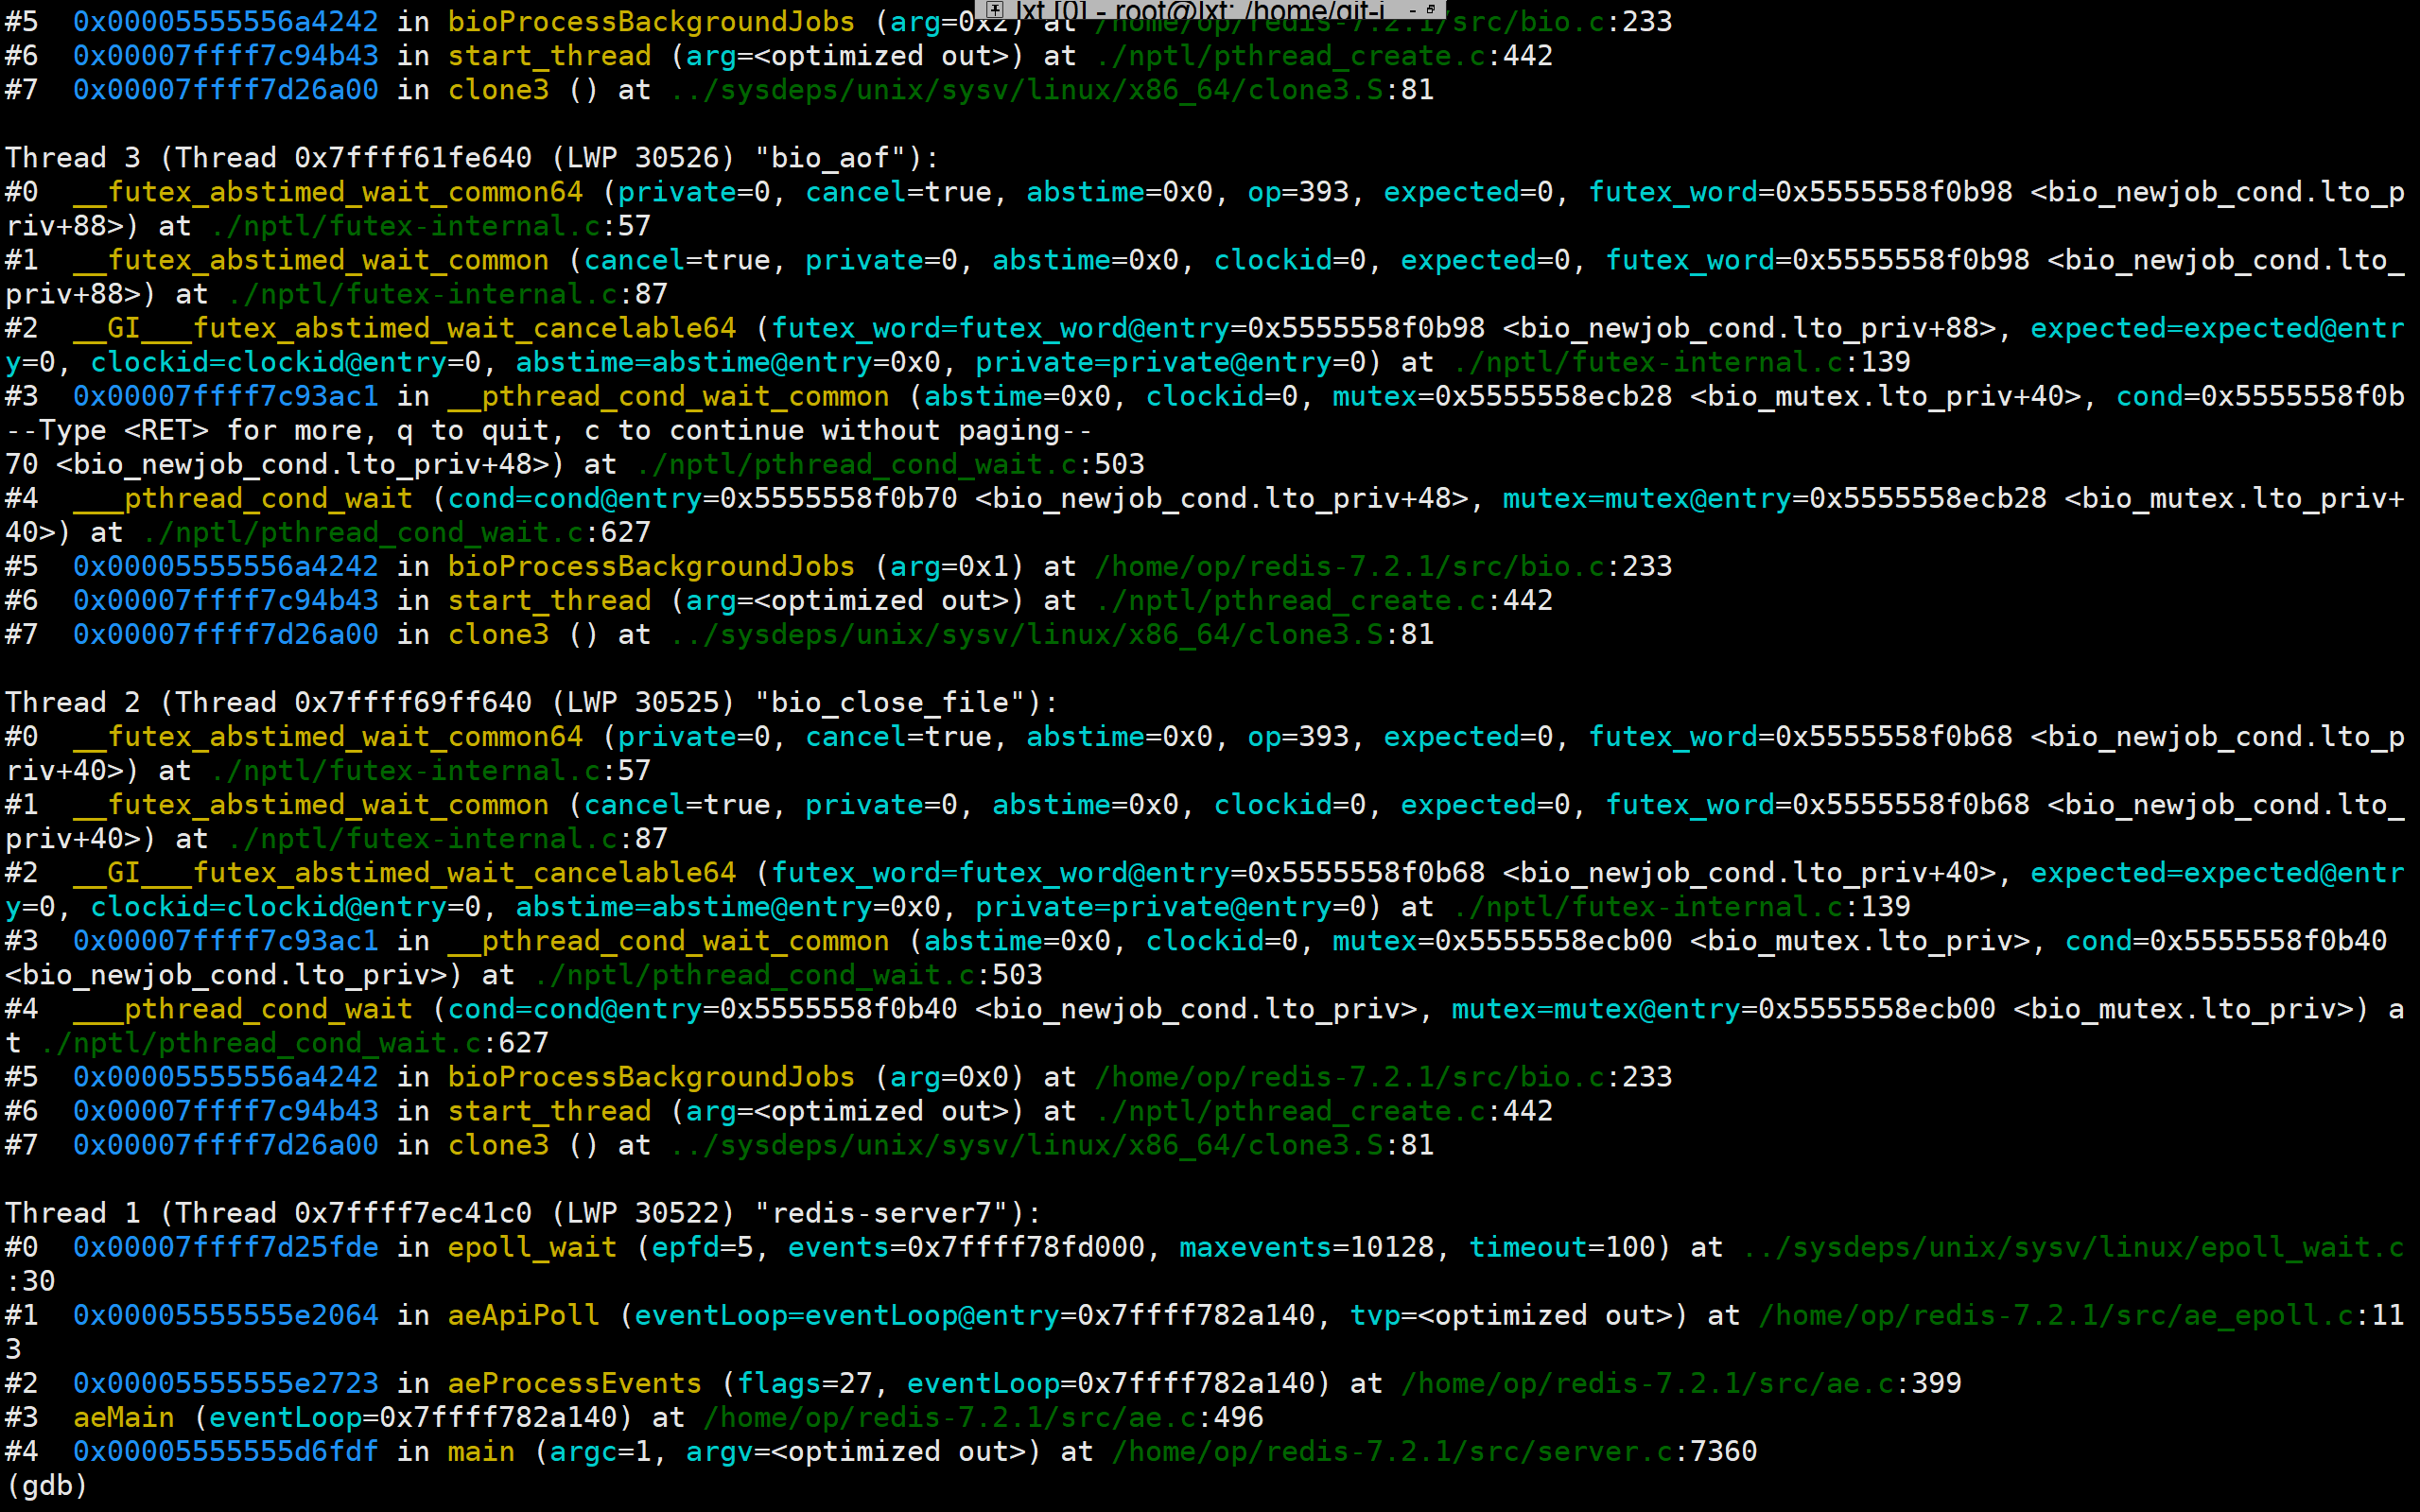 #5  0x00005555556a4242 in bioProcessBackgroundJobs (arg=0x2) at /home/op/redis-7.2.1/src/bio.c:233
lxt [0] - root@lxt: /home/git-i
#6  0x00007ffff7c94b43 in start_thread (arg=<optimized out>) at ./nptl/pthread_create.c:442
#7  0x00007ffff7d26a00 in clone3 () at ../sysdeps/unix/sysv/linux/x86_64/clone3.S:81

Thread 3 (Thread 0x7ffff61fe640 (LWP 30526) "bio_aof"):
#0  __futex_abstimed_wait_common64 (private=0, cancel=true, abstime=0x0, op=393, expected=0, futex_word=0x5555558f0b98 <bio_newjob_cond.lto_p
riv+88>) at ./nptl/futex-internal.c:57
#1  __futex_abstimed_wait_common (cancel=true, private=0, abstime=0x0, clockid=0, expected=0, futex_word=0x5555558f0b98 <bio_newjob_cond.lto_
priv+88>) at ./nptl/futex-internal.c:87
#2  __GI___futex_abstimed_wait_cancelable64 (futex_word=futex_word@entry=0x5555558f0b98 <bio_newjob_cond.lto_priv+88>, expected=expected@entr
y=0, clockid=clockid@entry=0, abstime=abstime@entry=0x0, private=private@entry=0) at ./nptl/futex-internal.c:139
#3  0x00007ffff7c93ac1 in __pthread_cond_wait_common (abstime=0x0, clockid=0, mutex=0x5555558ecb28 <bio_mutex.lto_priv+40>, cond=0x5555558f0b
--Type <RET> for more, q to quit, c to continue without paging--
70 <bio_newjob_cond.lto_priv+48>) at ./nptl/pthread_cond_wait.c:503
#4  ___pthread_cond_wait (cond=cond@entry=0x5555558f0b70 <bio_newjob_cond.lto_priv+48>, mutex=mutex@entry=0x5555558ecb28 <bio_mutex.lto_priv+
40>) at ./nptl/pthread_cond_wait.c:627
#5  0x00005555556a4242 in bioProcessBackgroundJobs (arg=0x1) at /home/op/redis-7.2.1/src/bio.c:233
#6  0x00007ffff7c94b43 in start_thread (arg=<optimized out>) at ./nptl/pthread_create.c:442
#7  0x00007ffff7d26a00 in clone3 () at ../sysdeps/unix/sysv/linux/x86_64/clone3.S:81

Thread 2 (Thread 0x7ffff69ff640 (LWP 30525) "bio_close_file"):
#0  __futex_abstimed_wait_common64 (private=0, cancel=true, abstime=0x0, op=393, expected=0, futex_word=0x5555558f0b68 <bio_newjob_cond.lto_p
riv+40>) at ./nptl/futex-internal.c:57
#1  __futex_abstimed_wait_common (cancel=true, private=0, abstime=0x0, clockid=0, expected=0, futex_word=0x5555558f0b68 <bio_newjob_cond.lto_
priv+40>) at ./nptl/futex-internal.c:87
#2  __GI___futex_abstimed_wait_cancelable64 (futex_word=futex_word@entry=0x5555558f0b68 <bio_newjob_cond.lto_priv+40>, expected=expected@entr
y=0, clockid=clockid@entry=0, abstime=abstime@entry=0x0, private=private@entry=0) at ./nptl/futex-internal.c:139
#3  0x00007ffff7c93ac1 in __pthread_cond_wait_common (abstime=0x0, clockid=0, mutex=0x5555558ecb00 <bio_mutex.lto_priv>, cond=0x5555558f0b40
<bio_newjob_cond.lto_priv>) at ./nptl/pthread_cond_wait.c:503
#4  ___pthread_cond_wait (cond=cond@entry=0x5555558f0b40 <bio_newjob_cond.lto_priv>, mutex=mutex@entry=0x5555558ecb00 <bio_mutex.lto_priv>) a
t ./nptl/pthread_cond_wait.c:627
#5  0x00005555556a4242 in bioProcessBackgroundJobs (arg=0x0) at /home/op/redis-7.2.1/src/bio.c:233
#6  0x00007ffff7c94b43 in start_thread (arg=<optimized out>) at ./nptl/pthread_create.c:442
#7  0x00007ffff7d26a00 in clone3 () at ../sysdeps/unix/sysv/linux/x86_64/clone3.S:81

Thread 1 (Thread 0x7ffff7ec41c0 (LWP 30522) "redis-server7"):
#0  0x00007ffff7d25fde in epoll_wait (epfd=5, events=0x7ffff78fd000, maxevents=10128, timeout=100) at ../sysdeps/unix/sysv/linux/epoll_wait.c
:30
#1  0x00005555555e2064 in aeApiPoll (eventLoop=eventLoop@entry=0x7ffff782a140, tvp=<optimized out>) at /home/op/redis-7.2.1/src/ae_epoll.c:11
3
#2  0x00005555555e2723 in aeProcessEvents (flags=27, eventLoop=0x7ffff782a140) at /home/op/redis-7.2.1/src/ae.c:399
#3  aeMain (eventLoop=0x7ffff782a140) at /home/op/redis-7.2.1/src/ae.c:496
#4  0x00005555555d6fdf in main (argc=1, argv=<optimized out>) at /home/op/redis-7.2.1/src/server.c:7360
(gdb)